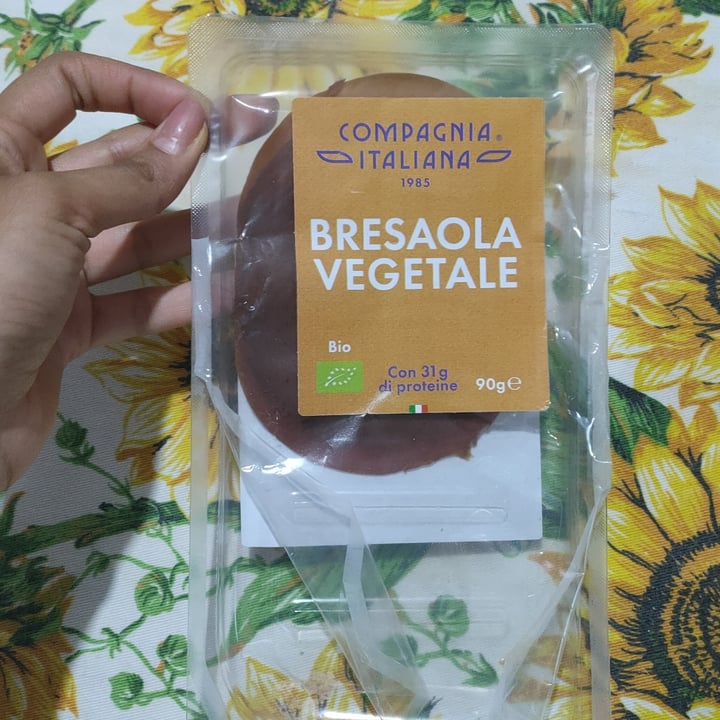 COMPAGNIA®
ITALIANA
1985
BRESAOLA
VEGETALE
Bio
Con 31g
di proteine
90g℮